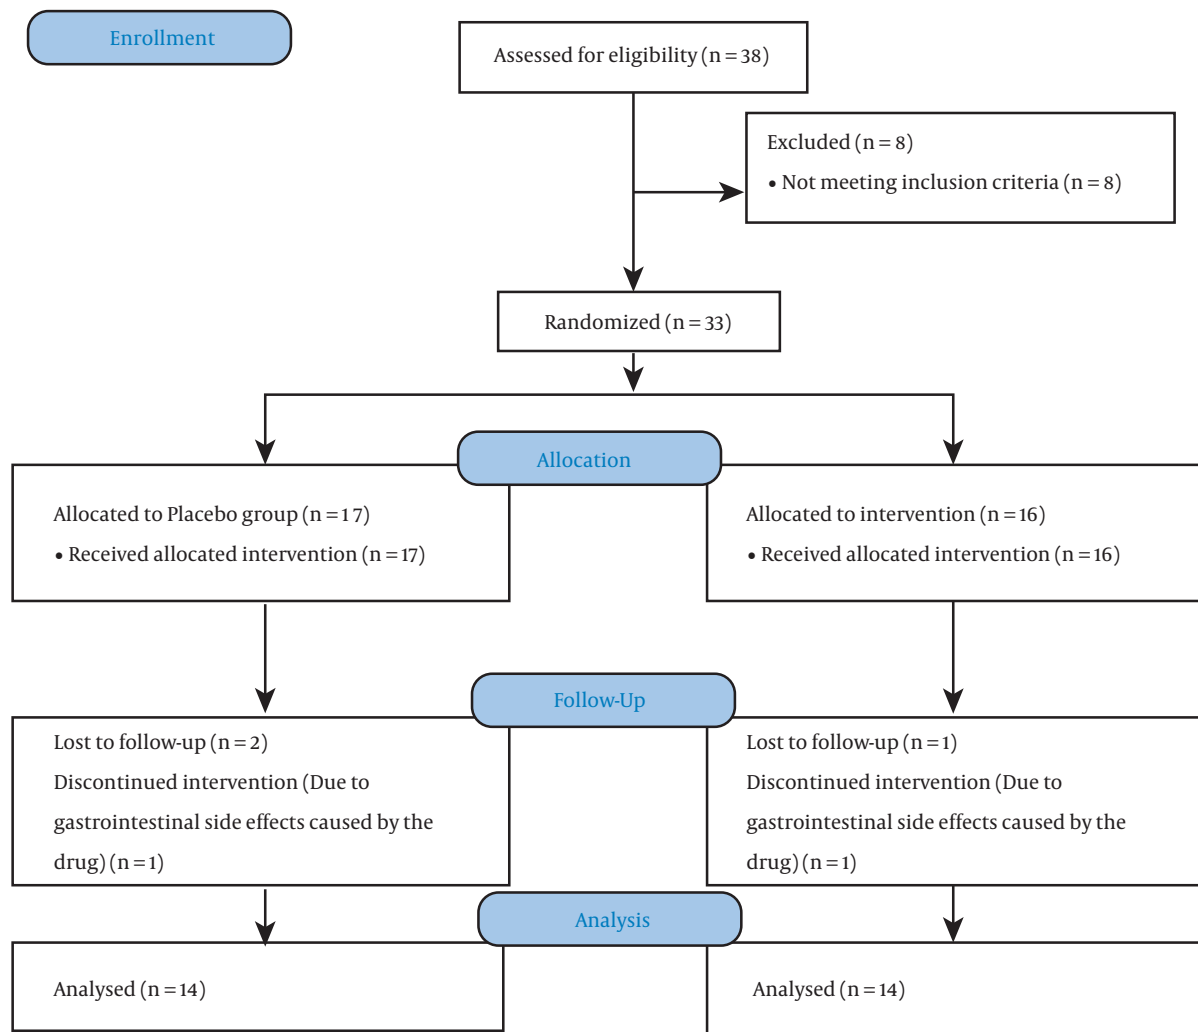 Enrollment
Assessed for eligibility (n = 38)
Excluded (n = 8)
• Not meeting inclusion criteria (n = 8)
Randomized (n = 33)
Allocation
Allocated to Placebo group (n = 17)
• Received allocated intervention (n = 17)
Allocated to intervention (n = 16)
• Received allocated intervention (n = 16)
Follow-Up
Lost to follow-up (n = 2)
Discontinued intervention (Due to
gastrointestinal side effects caused by the
drug) (n = 1)
Lost to follow-up (n = 1)
Discontinued intervention (Due to
gastrointestinal side effects caused by the
drug) (n = 1)
Analysis
Analysed (n = 14)
Analysed (n = 14)